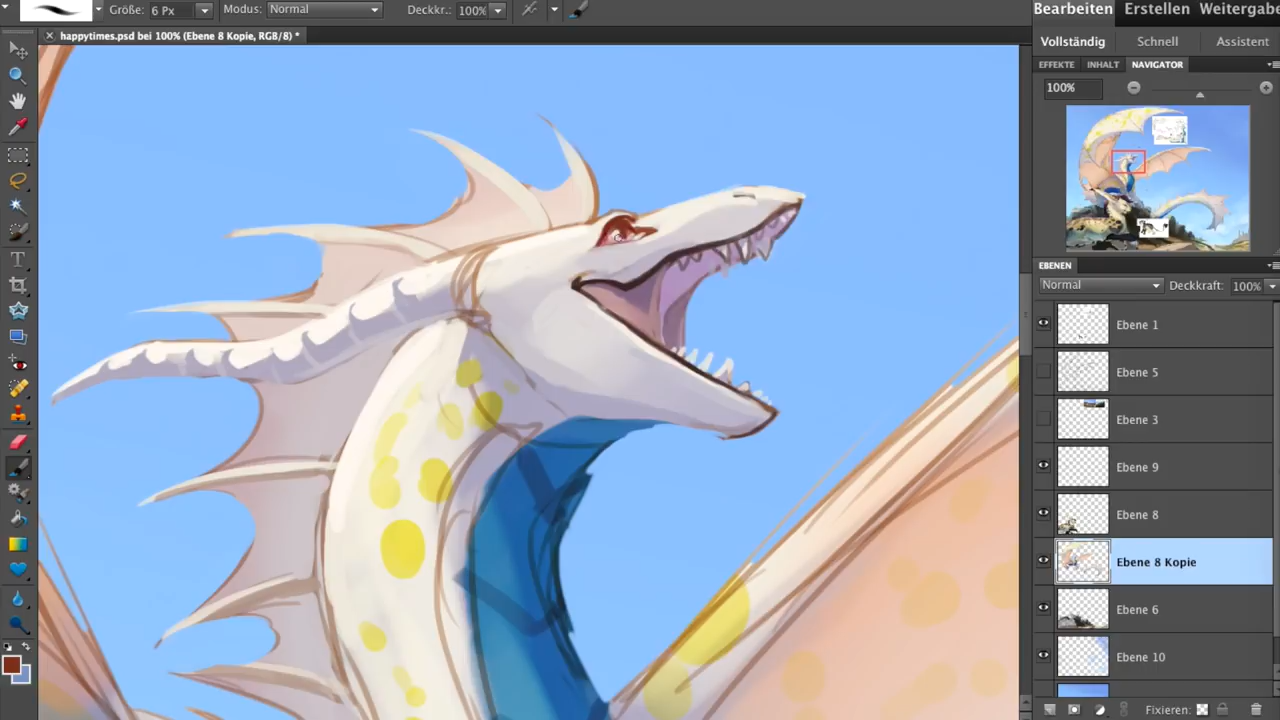 Größe: 6 Px Modus: Normal Deckkr.: 100%
Bearbeiten Erstellen Weitergabe
happytimes.psd bei 100% (Ebene 8 Kopie, RGB/8) *
Vollständig Schnell Assistent
EFFEKTE INHALT NAVIGATOR
100%
EBENEN
Normal Deckkraft: 100%
Ebene 1
Ebene 5
Ebene 3
Ebene 9
Ebene 8
Ebene 8 Kopie
Ebene 6
Ebene 10
Fixieren: